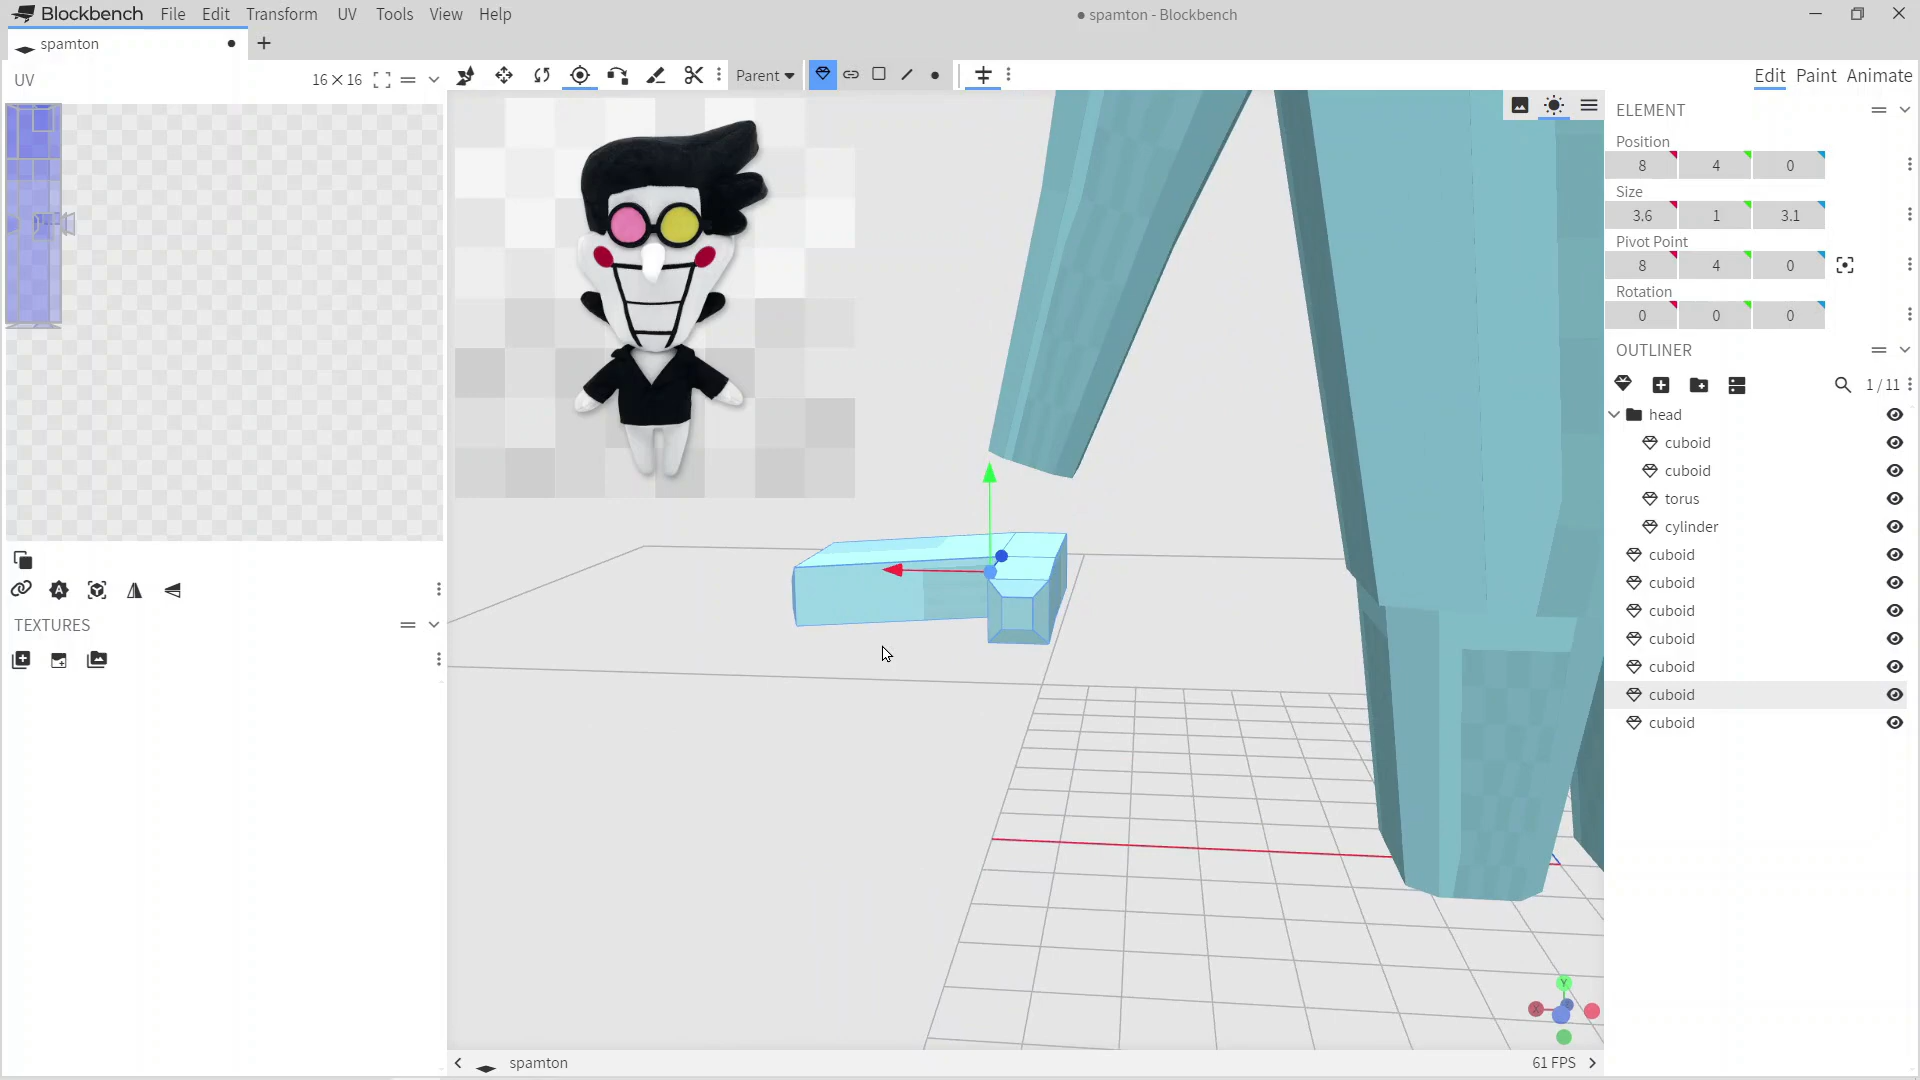 Blockbench File Edit Transform UV Tools View Help
● spamton - Blockbench
spamton
UV
16×16
Parent
Edit Paint Animate
ELEMENT
Position
8 4 0
Size
3.6 1 3.1
Pivot Point
8 4 0
Rotation
0 0 0
OUTLINER
1 / 11
head
cuboid
cuboid
torus
cylinder
cuboid
cuboid
cuboid
cuboid
cuboid
cuboid
cuboid
TEXTURES
Y
X
spamton
61 FPS